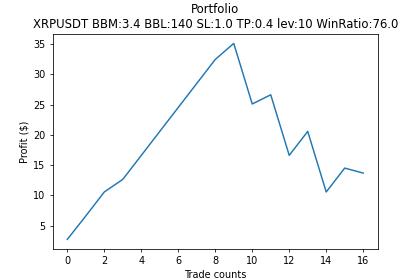 Portfolio
XRPUSDT BBM:3.4 BBL:140 SL:1.0 TP:0.4 lev:10 WinRatio:76.0
35
30
25
20
15
10
5
Profit ($)
0 2 4 6 8 10 12 14 16
Trade counts